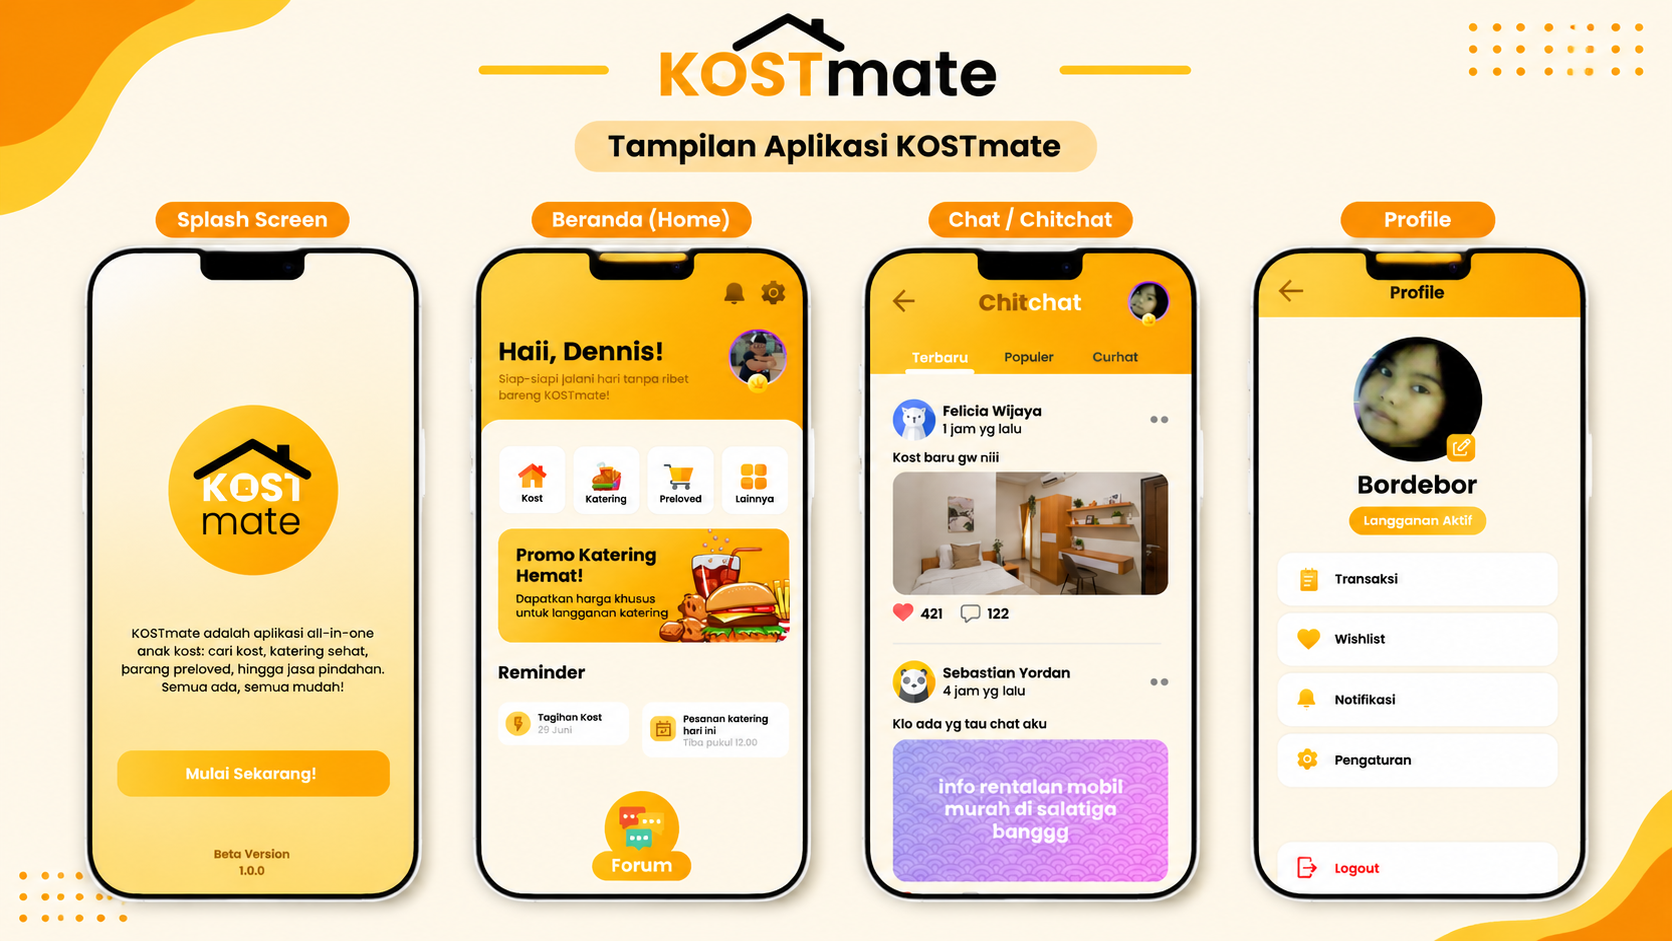 KOSTmate
Tampilan Aplikasi KOSTmate
Splash Screen
KOST
mate
KOSTmate adalah aplikasi all-in-one
anak kost: cari kost, katering sehat,
barang preloved, hingga jasa pindahan.
Semua ada, semua mudah!
Mulai Sekarang!
Beta Version
1.0.0
Beranda (Home)
Haii, Dennis!
Siap-siapi jalani hari tanpa ribet
bareng KOSTmate!
Kost
Katering
Preloved
Lainnya
Promo Katering
Hemat!
Dapatkan harga khusus
untuk langganan katering
Reminder
Tagihan Kost
29 Juni
Pesanan katering
hari ini
Tiba pukul 12.00
Forum
Chat / Chitchat
Chitchat
Terbaru
Populer
Curhat
Felicia Wijaya
1 jam yg lalu
Kost baru gw niii
421
122
Sebastian Yordan
4 jam yg lalu
Klo ada yg tau chat aku
info rentalan mobil
murah di salatiga
banggg
Profile
Profile
Bordebor
Langganan Aktif
Transaksi
Wishlist
Notifikasi
Pengaturan
Logout